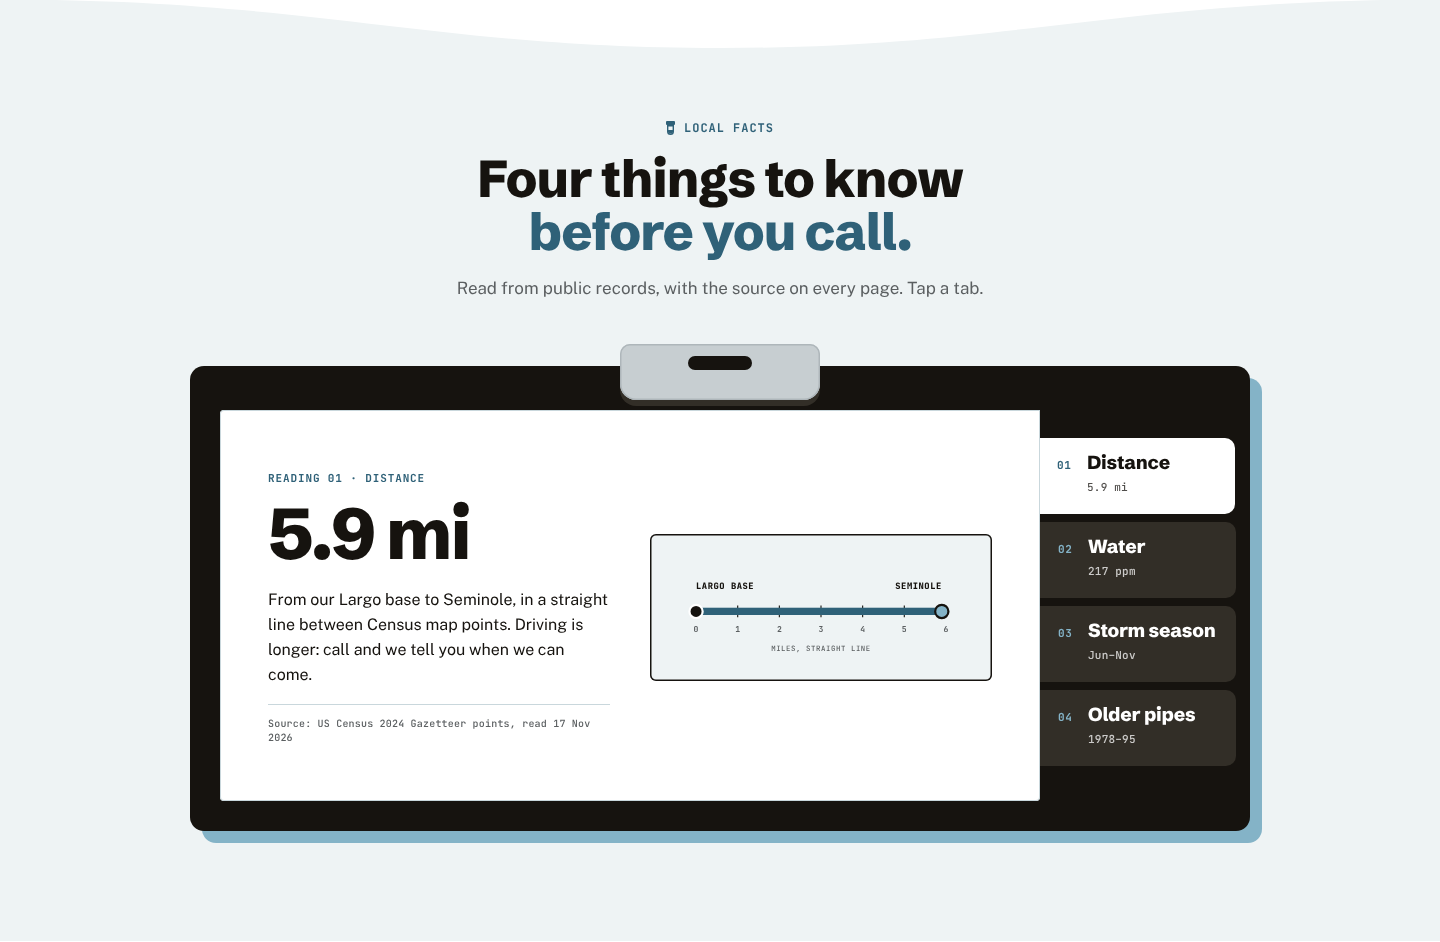 LOCAL FACTS
Four things to know
before you call.
Read from public records, with the source on every page. Tap a tab.
READING 01 · DISTANCE
5.9 mi
From our Largo base to Seminole, in a straight
line between Census map points. Driving is
longer: call and we tell you when we can
come.
Source: US Census 2024 Gazetteer points, read 17 Nov
2026
LARGO BASE SEMINOLE
0 1 2 3 4 5 6
MILES, STRAIGHT LINE
01 Distance
5.9 mi
02 Water
217 ppm
03 Storm season
Jun–Nov
04 Older pipes
1978–95